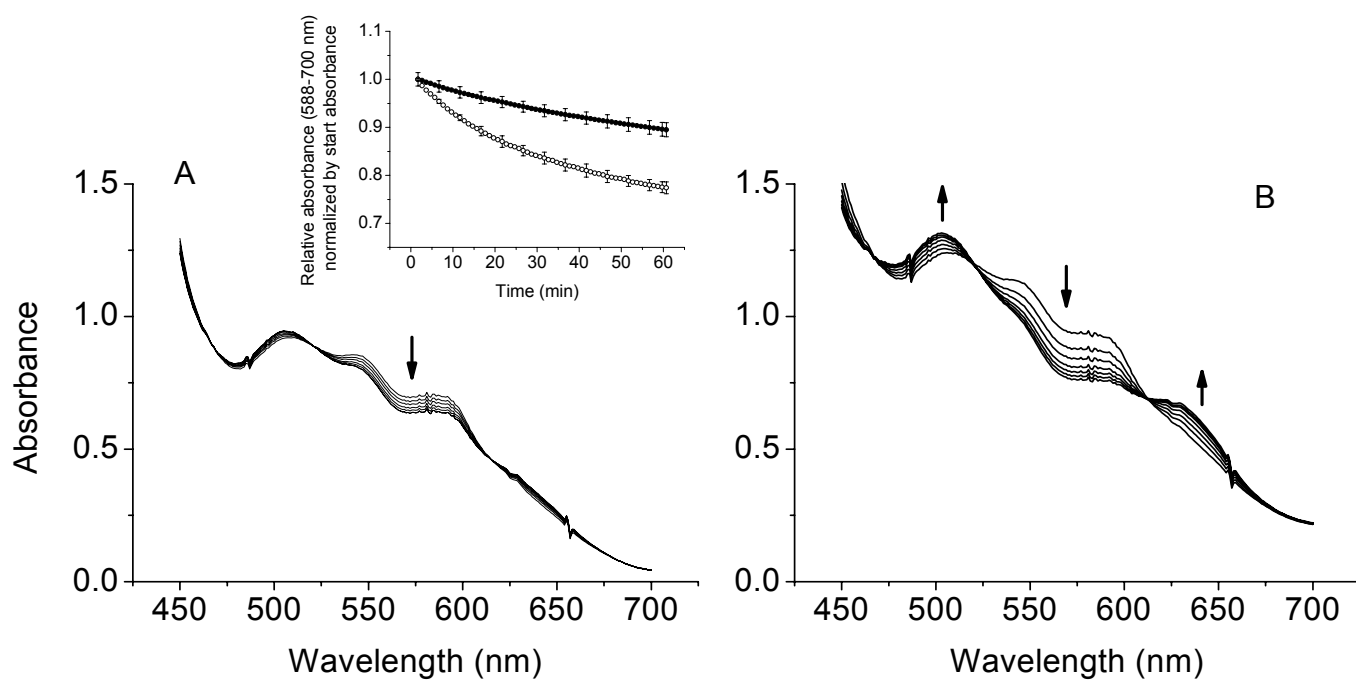 Relative absorbance (588-700 nm)
normalized by start absorbance
1.1
1.0
0.9
0.8
0.7
0 10 20 30 40 50 60
Time (min)
A
1.5
1.0
0.5
0.0
450 500 550 600 650 700
Wavelength (nm)
Absorbance
B
1.5
1.0
0.5
0.0
450 500 550 600 650 700
Wavelength (nm)